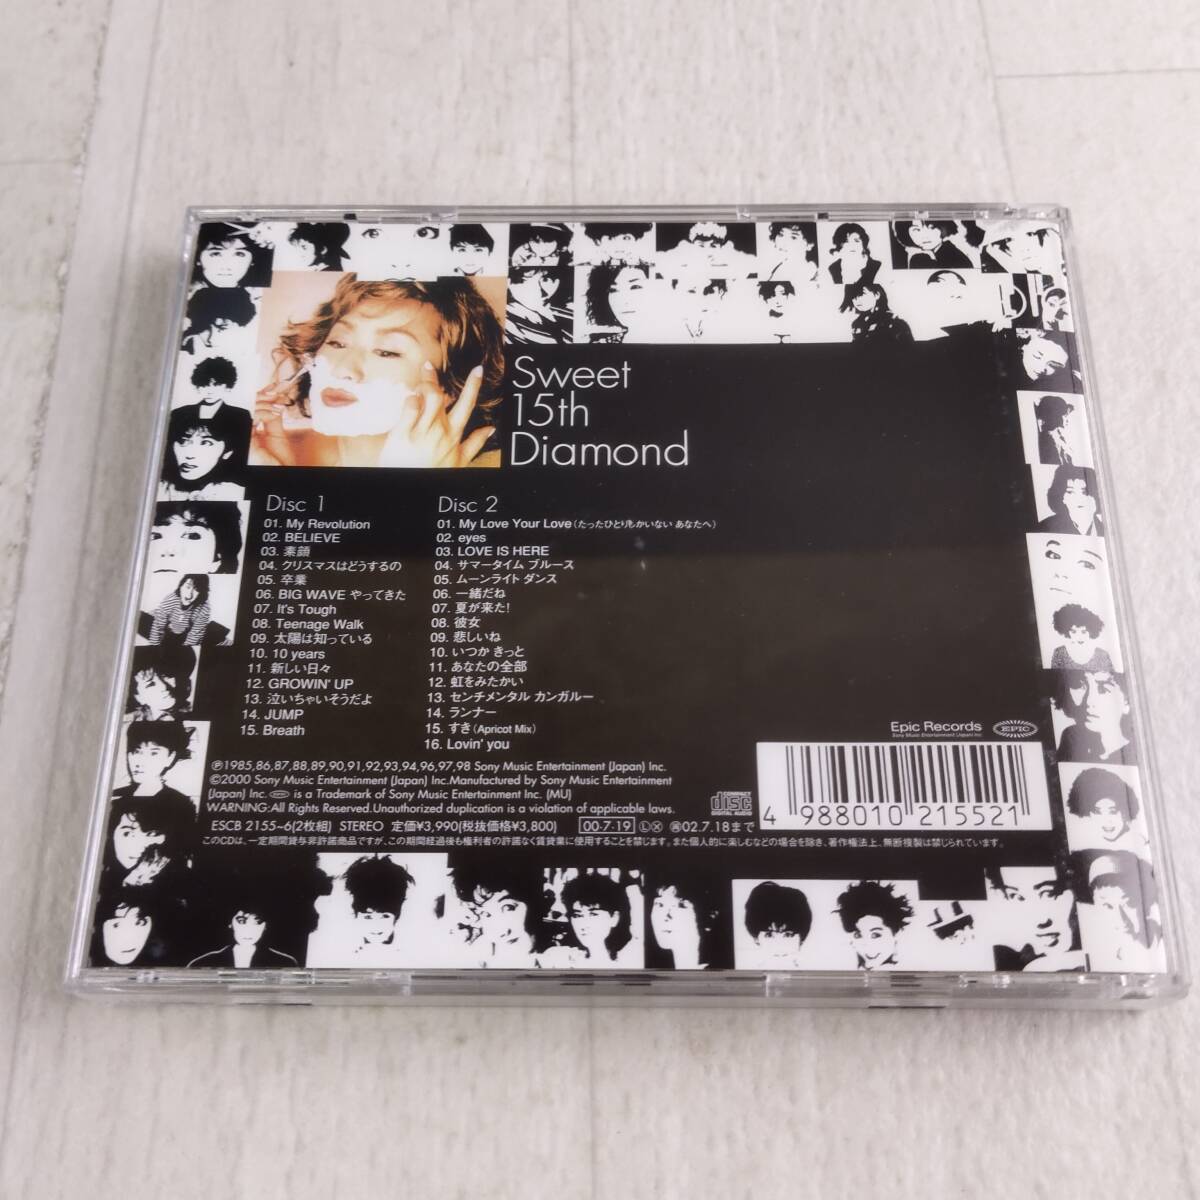 Sweet
15th
Diamond
Disc 1
01. My Revolution
02. BELIEVE
03. 素顔
04. クリスマスはどうするの
05. 卒業
06. BIG WAVE やってきた
07. It's Tough
08. Teenage Walk
09. 太陽は知っている
10. 10 years
11. 新しい日々
12. GROWIN' UP
13. 泣いちゃいそうだよ
14. JUMP
15. Breath
Disc 2
01. My Love Your Love(たったひとりしかいない あなたへ)
02. eyes
03. LOVE IS HERE
04. サマータイム ブルース
05. ムーンライト ダンス
06. 一緒だね
07. 夏が来た!
08. 彼女
09. 悲しいね
10. いつか きっと
11. あなたの全部
12. 虹をみたかい
13. センチメンタル カンガルー
14. ランナー
15. すき(Apricot Mix)
16. Lovin' you
Epic Records
Sony Music Entertainment (Japan) Inc.
EPIC
℗1985,86,87,88,89,90,91,92,93,94,96,97,98 Sony Music Entertainment (Japan) Inc.
©2000 Sony Music Entertainment (Japan) Inc.Manufactured by Sony Music Entertainment
(Japan) Inc. is a Trademark of Sony Music Entertainment Inc. (MU)
WARNING:All Rights Reserved.Unauthorized duplication is a violation of applicable laws.
COMPACT
disc
DIGITAL AUDIO
4 988010 215521
ESCB 2155~6(2枚組) STEREO 定価¥3,990(税抜価格¥3,800) 00・7・19 Ⓛ Ⓧ 再02.7.18まで
このCDは、一定期間貸与非許諾商品ですが、この期間経過後も権利者の許諾なく賃貸業に使用することを禁じます。また個人的に楽しむなどの場合を除き、著作権法上、無断複製は禁じられています。